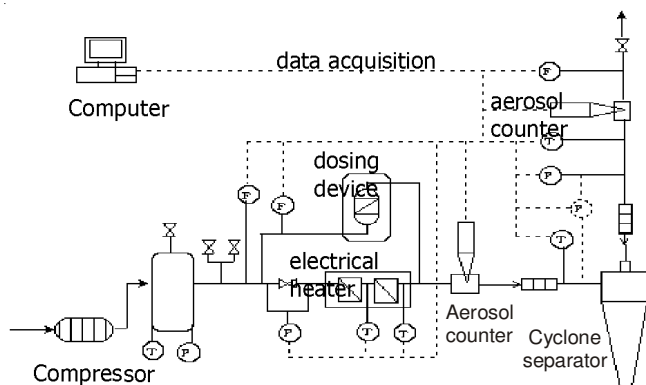 data acquisition
Computer
F
aerosol
counter
T
dosing
device
P
F
F
P
T
electrical
heater
Aerosol
counter
Cyclone
separator
P
T
T
T
P
Compressor